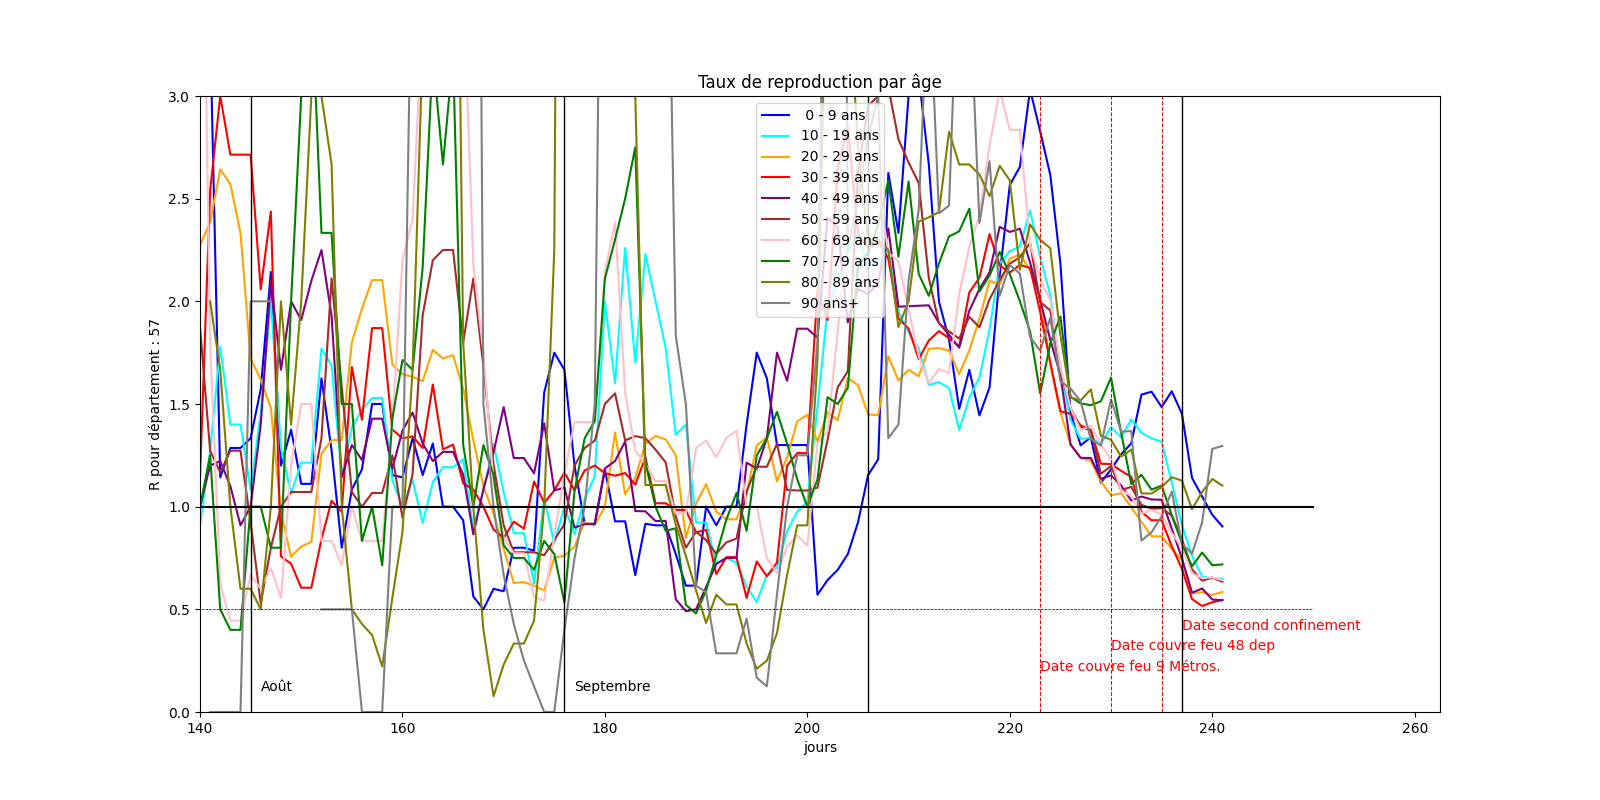 Taux de reproduction par âge
R pour département : 57
3.0
2.5
2.0
1.5
1.0
0.5
0.0
0 - 9 ans
10 - 19 ans
20 - 29 ans
30 - 39 ans
40 - 49 ans
50 - 59 ans
60 - 69 ans
70 - 79 ans
80 - 89 ans
90 ans+
Date second confinement
Date couvre feu 48 dep
Date couvre feu 9 Métros.
Août
Septembre
140
160
180
200
220
240
260
jours